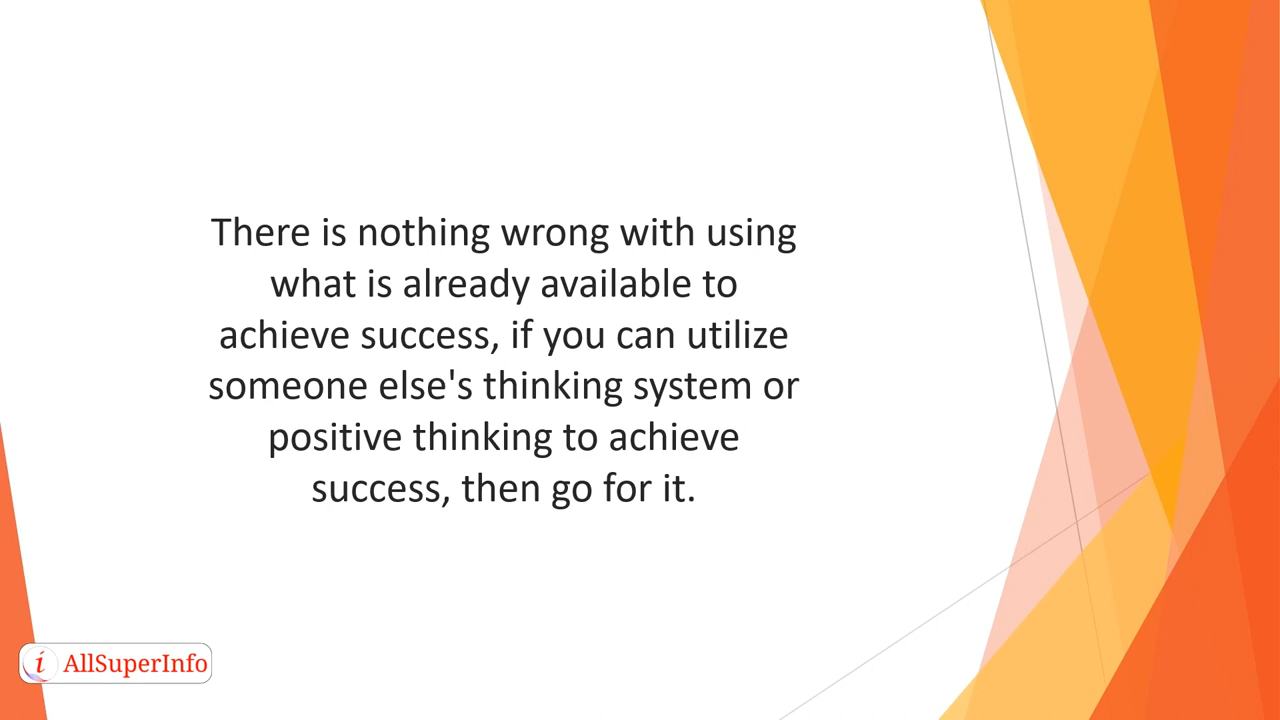 There is nothing wrong with using
what is already available to
achieve success, if you can utilize
someone else's thinking system or
positive thinking to achieve
success, then go for it.
i AllSuperInfo